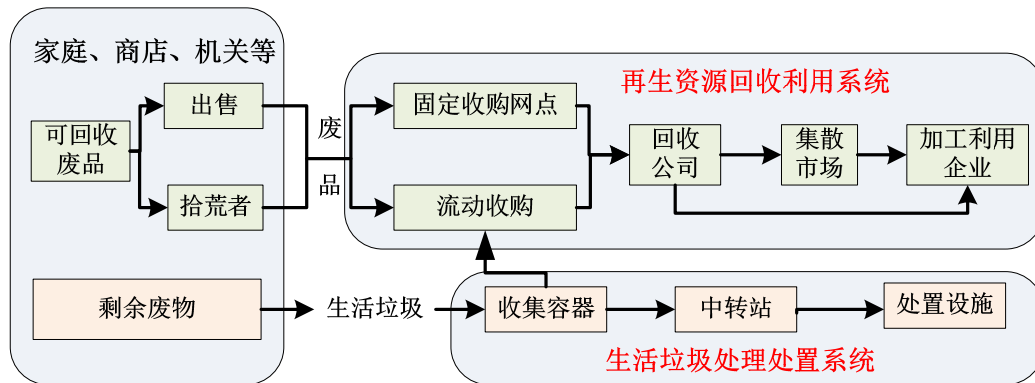 家庭、商店、机关等
再生资源回收利用系统
可回收
废品
出售
拾荒者
废
品
固定收购网点
流动收购
回收
公司
集散
市场
加工利用
企业
剩余废物
生活垃圾
收集容器
中转站
处置设施
生活垃圾处理处置系统